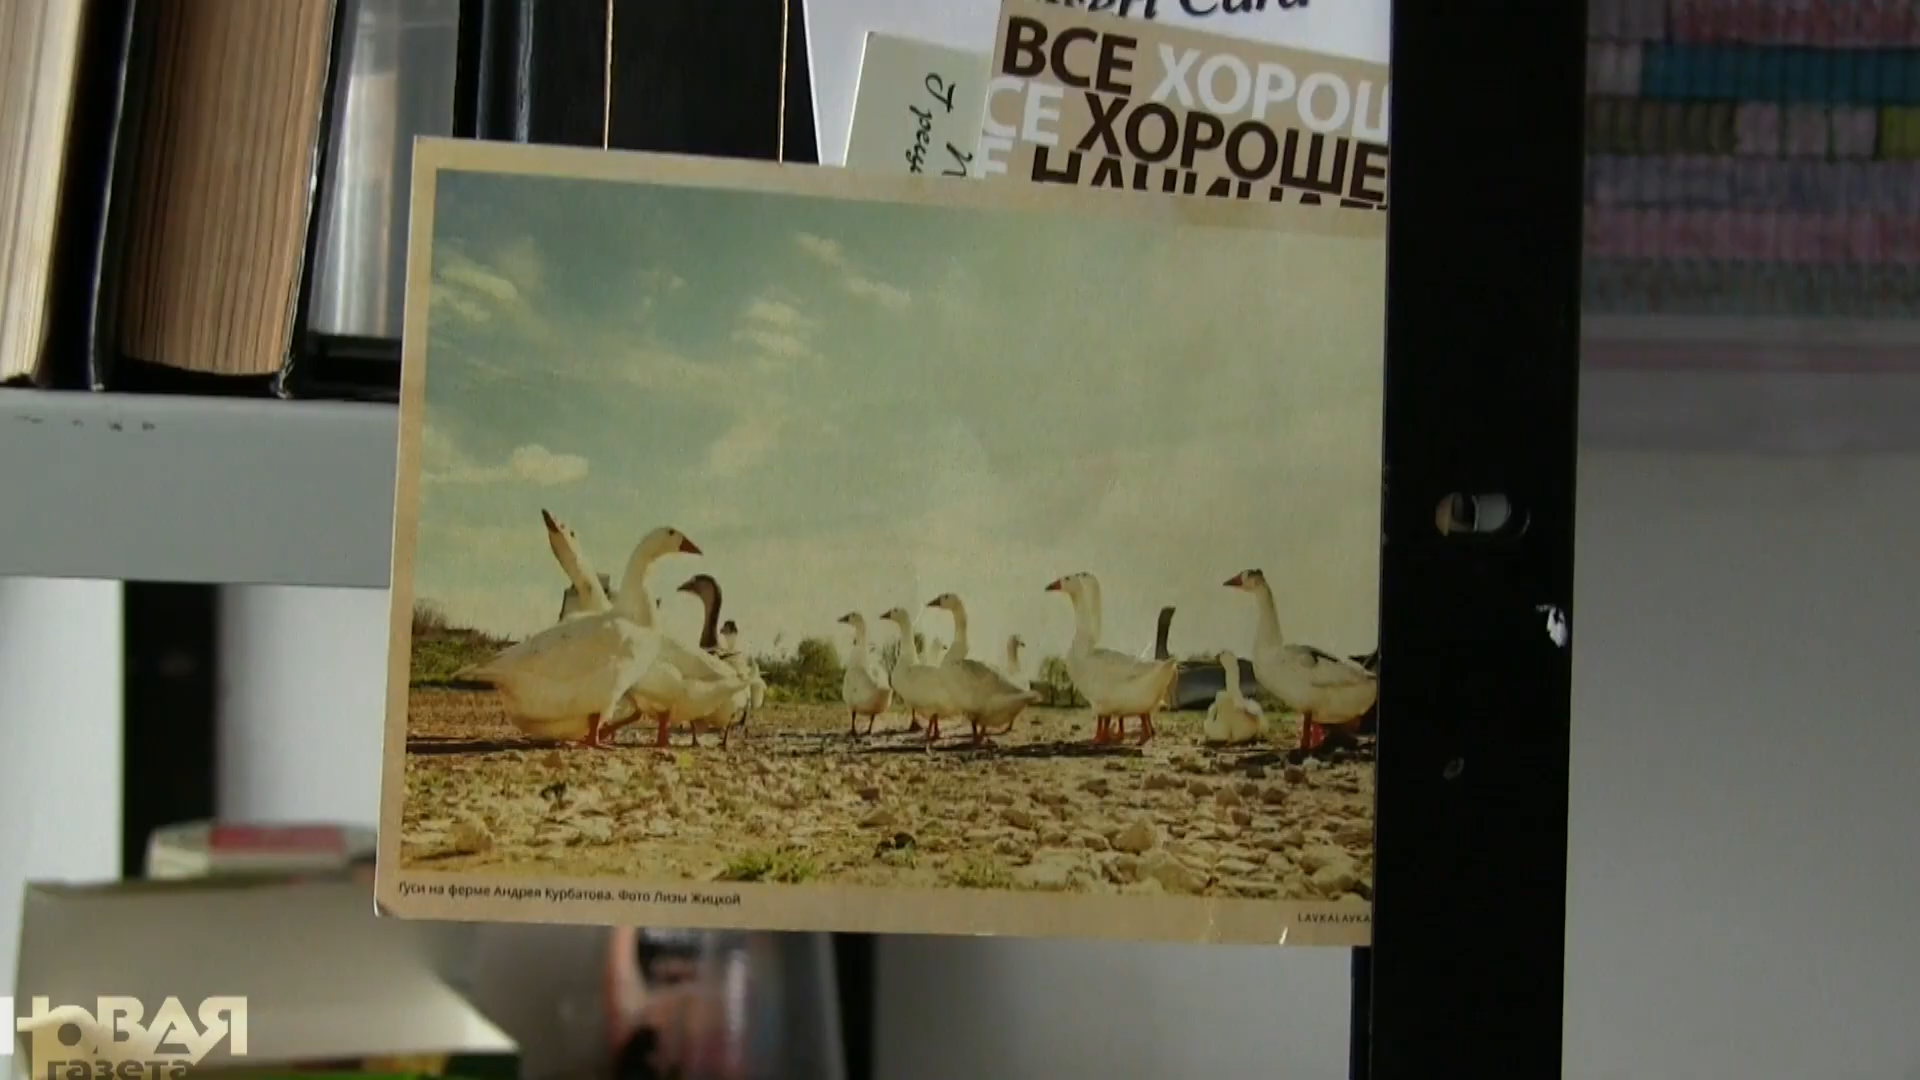 ВСЕ ХОРОШ
СЕ ХОРОШЕ
Гуси на ферме Андрея Курбатова. Фото Лизы Жицкой
LAVKALAVKA
НОВАЯ
газета